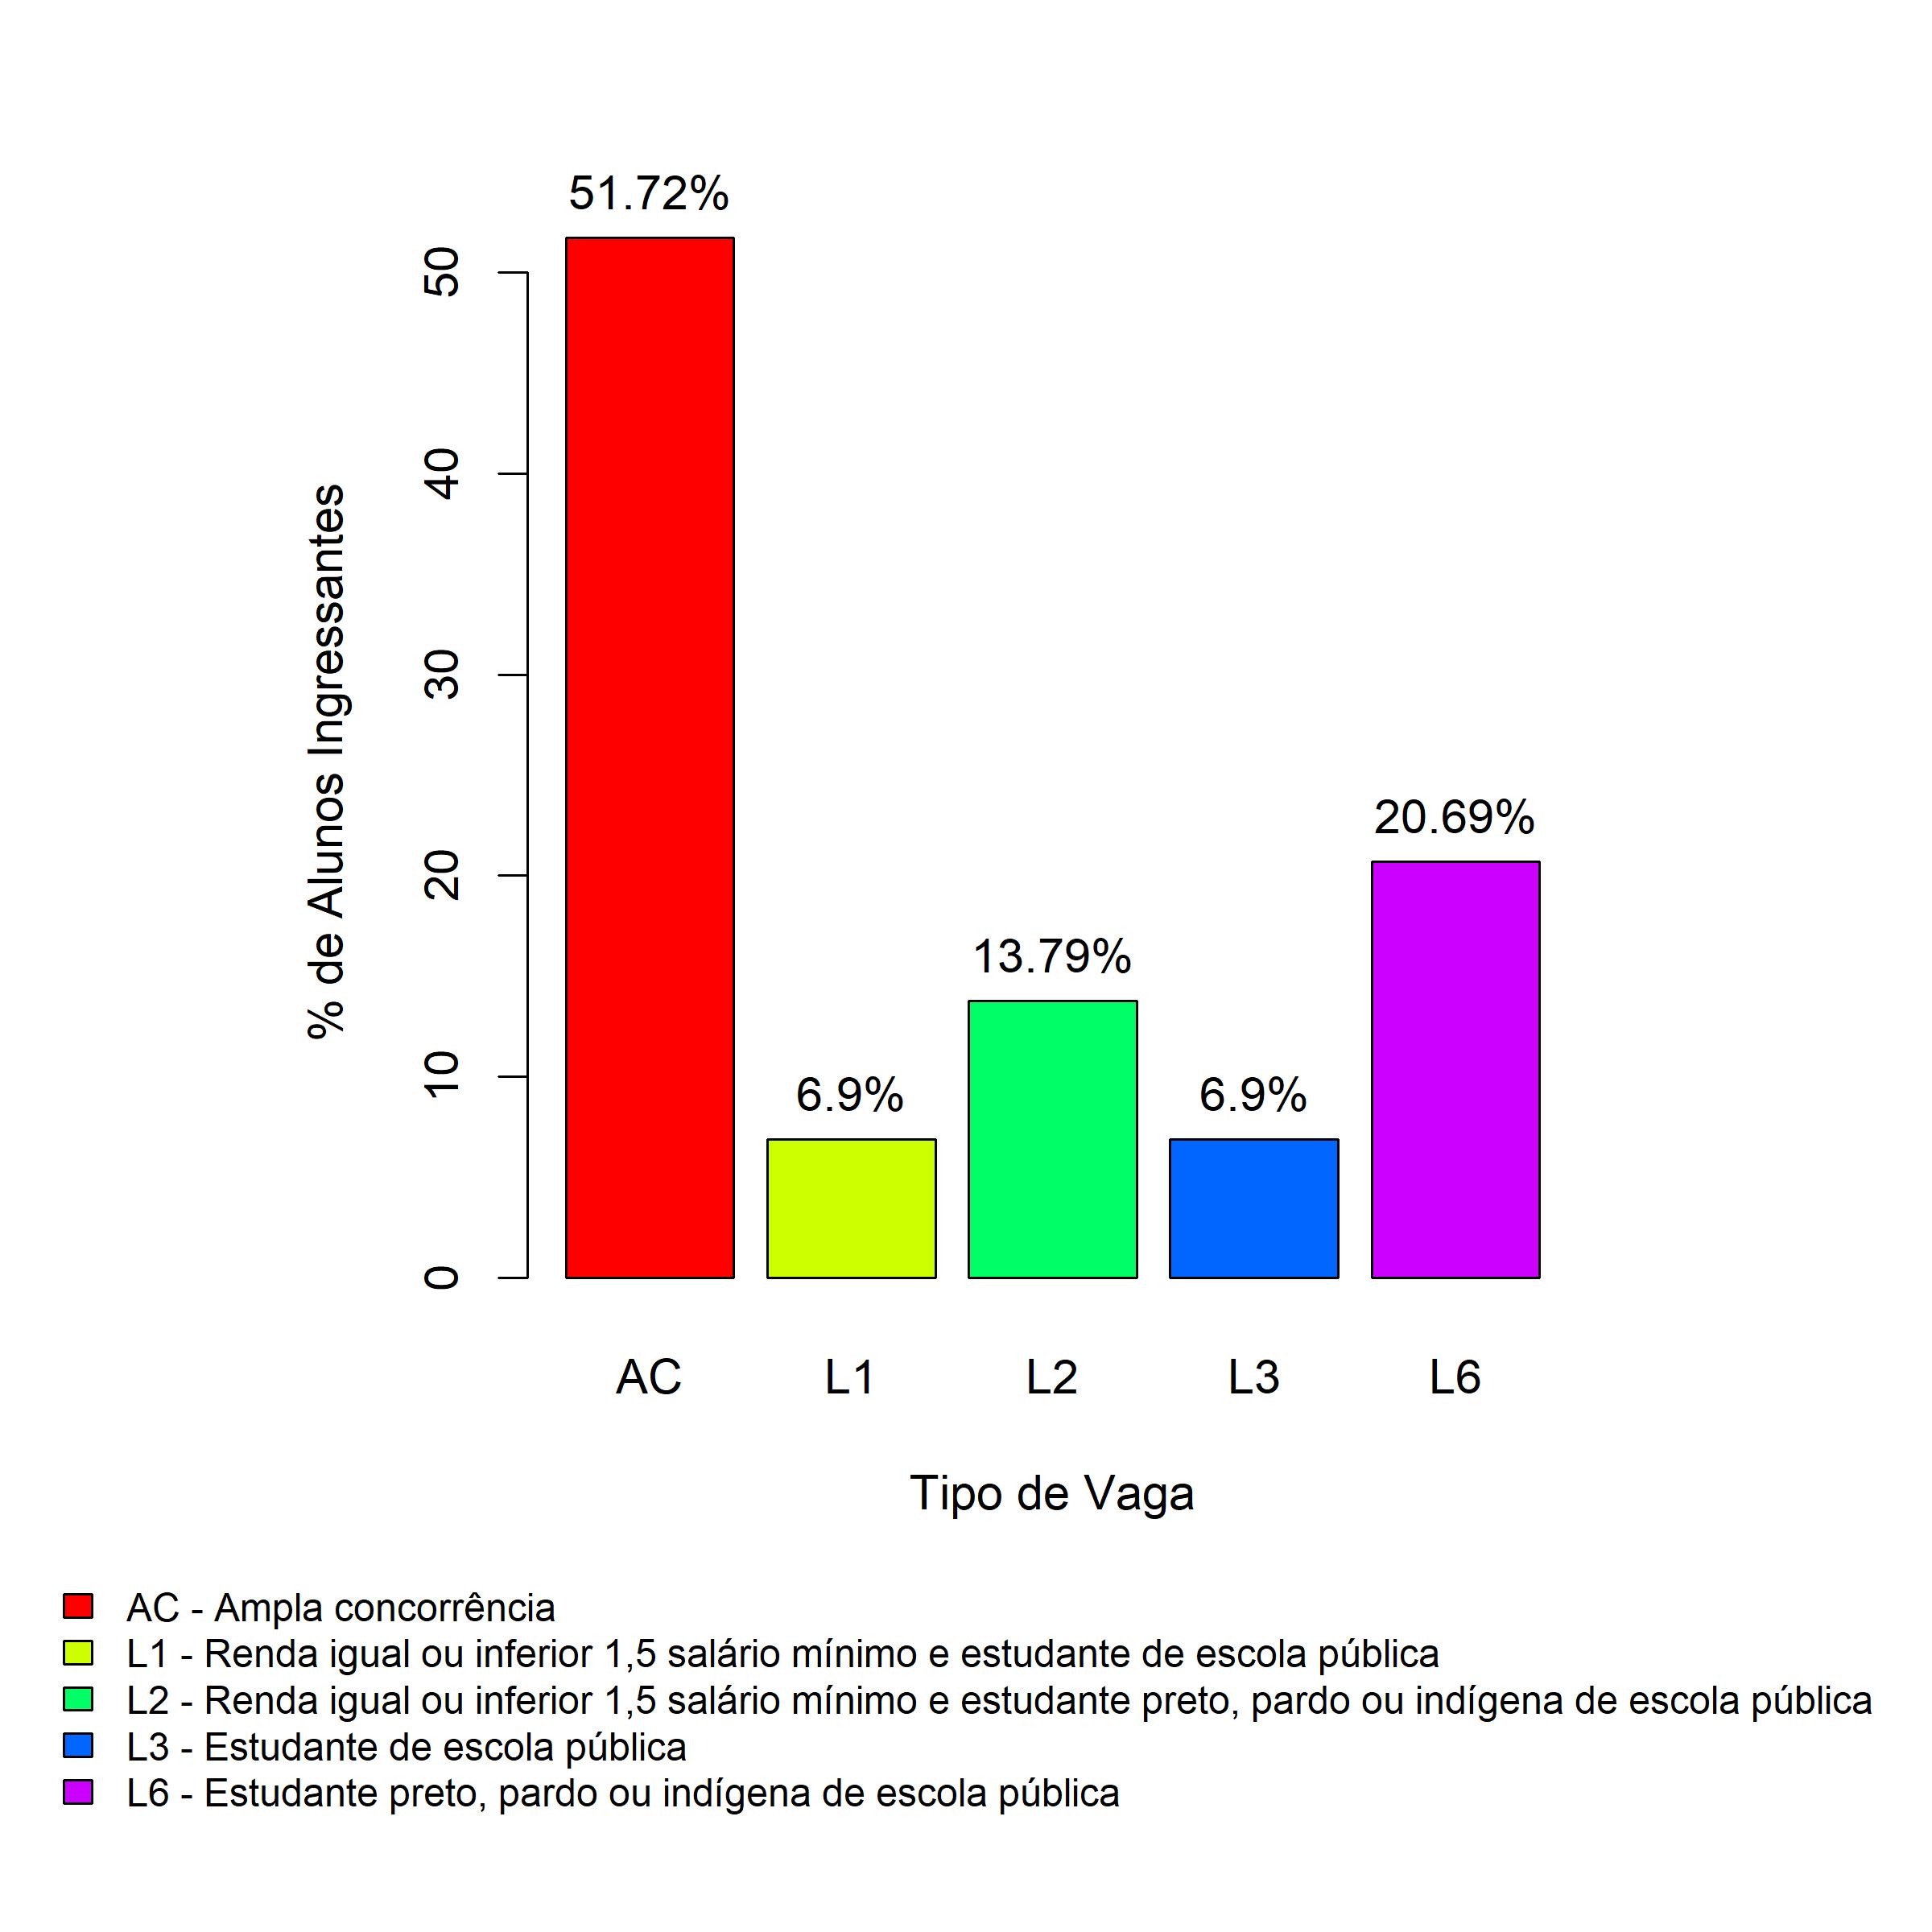 51.72%
6.9%
13.79%
6.9%
20.69%
% de Alunos Ingressantes
50
40
30
20
10
0
AC
L1
L2
L3
L6
Tipo de Vaga
AC - Ampla concorrência
L1 - Renda igual ou inferior 1,5 salário mínimo e estudante de escola pública
L2 - Renda igual ou inferior 1,5 salário mínimo e estudante preto, pardo ou indígena de escola pública
L3 - Estudante de escola pública
L6 - Estudante preto, pardo ou indígena de escola pública